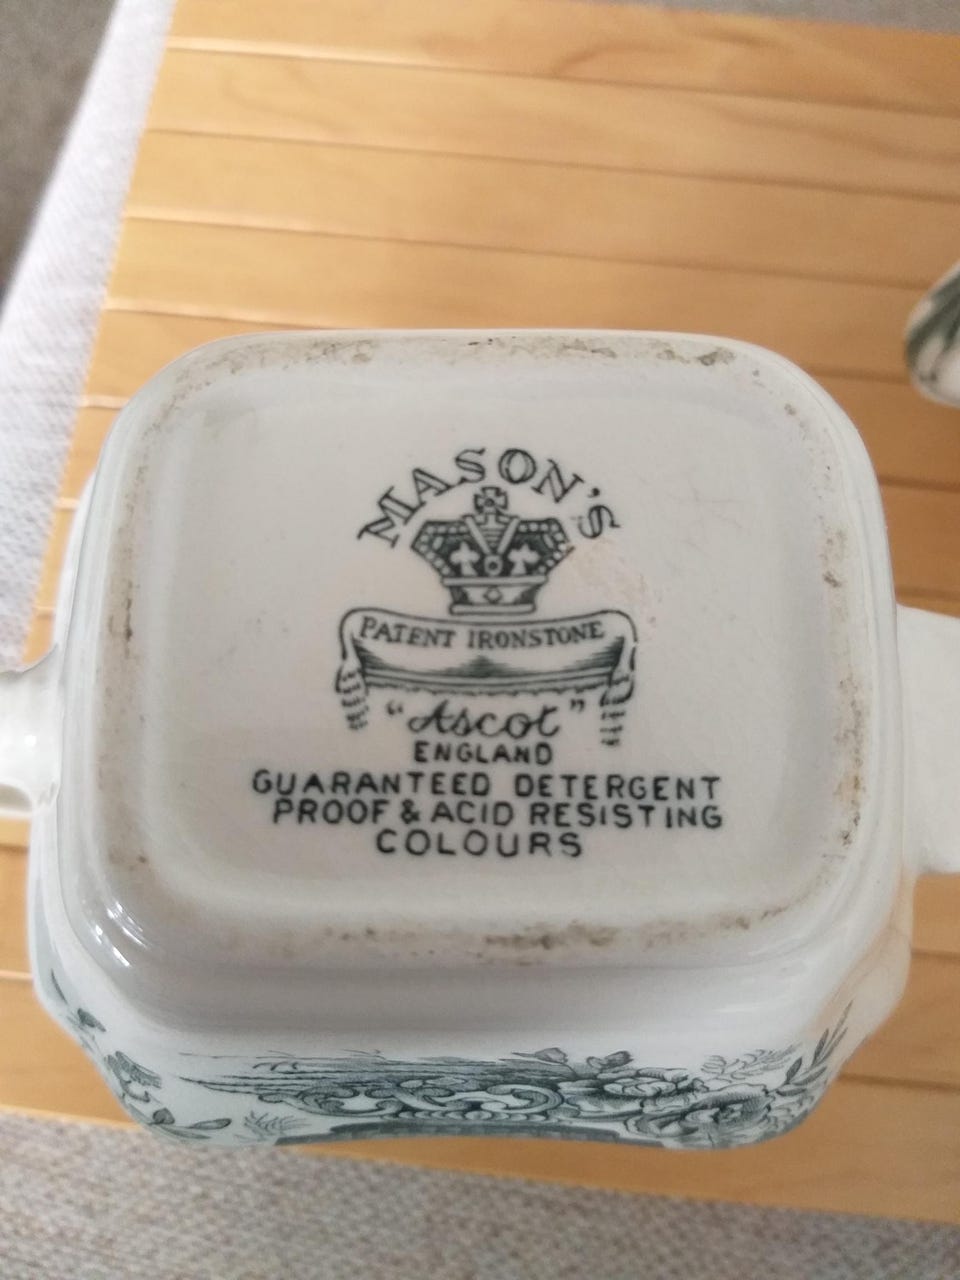 MASON'S
PATENT IRONSTONE
"Ascot"
ENGLAND
GUARANTEED DETERGENT
PROOF & ACID RESISTING
COLOURS